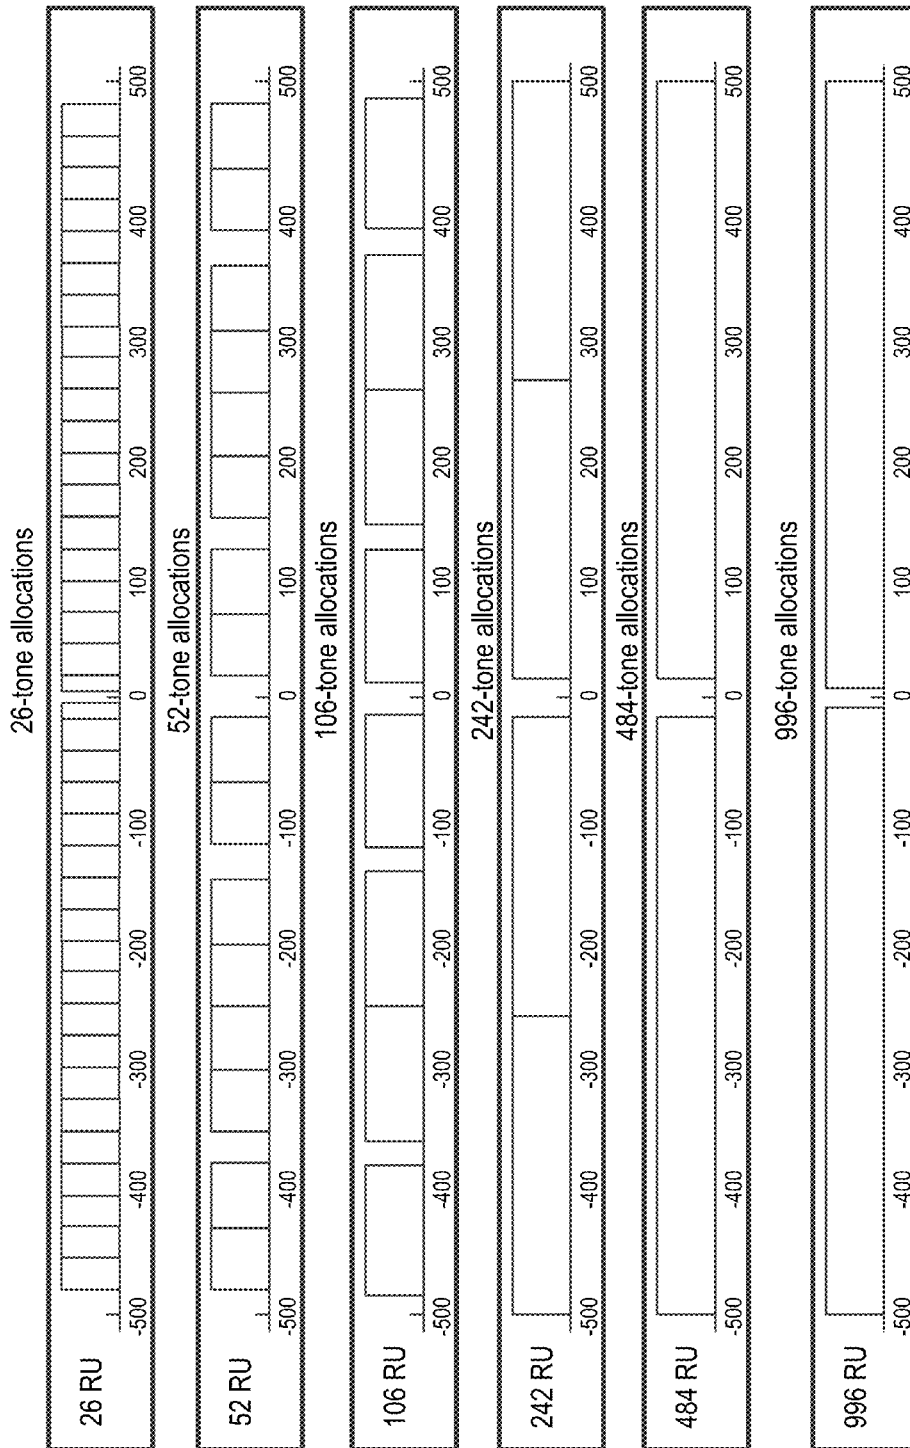 26-tone allocations
26 RU
-500 -400 -300 -200 -100 0 100 200 300 400 500
52-tone allocations
52 RU
-500 -400 -300 -200 -100 0 100 200 300 400 500
106-tone allocations
106 RU
-500 -400 -300 -200 -100 0 100 200 300 400 500
242-tone allocations
242 RU
-500 -400 -300 -200 -100 0 100 200 300 400 500
484-tone allocations
484 RU
-500 -400 -300 -200 -100 0 100 200 300 400 500
996-tone allocations
996 RU
-500 -400 -300 -200 -100 0 100 200 300 400 500